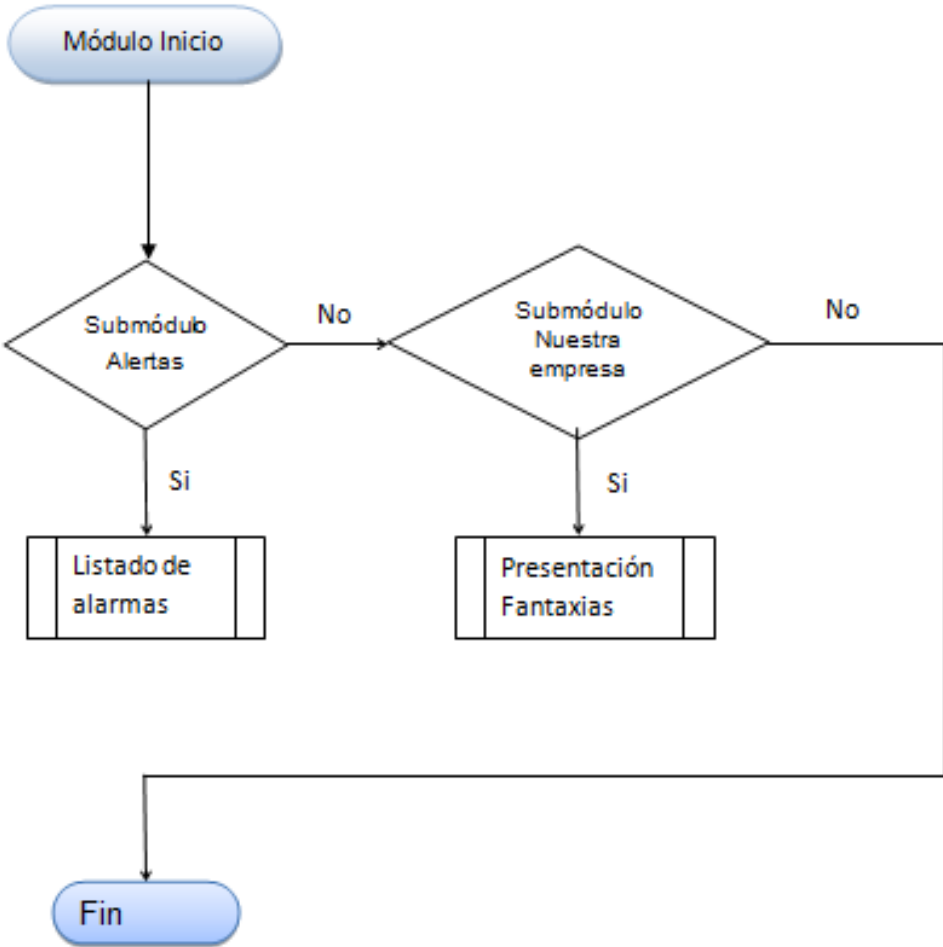 Módulo Inicio
Submódulo
Alertas
No
Submódulo
Nuestra
empresa
No
Si
Si
Listado de
alarmas
Presentación
Fantaxias
Fin